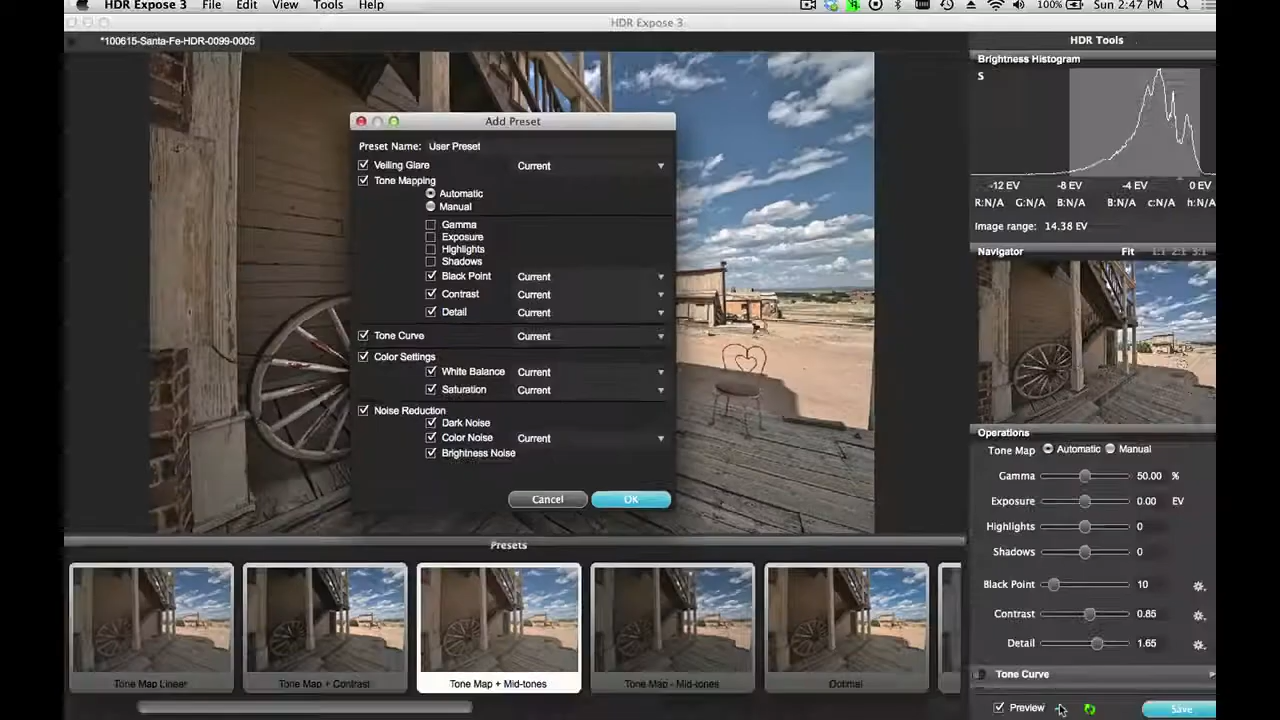 HDR Expose 3 File Edit View Tools Help 100% Sun 2:47 PM
HDR Expose 3
*100615-Santa-Fe-HDR-0099-0005
HDR Tools
Brightness Histogram
S
-12 EV -8 EV -4 EV 0 EV
R:N/A G:N/A B:N/A B:N/A c:N/A h:N/A
Image range: 14.38 EV
Navigator Fit 1:1 2:1 3:1
Add Preset
Preset Name: User Preset
Veiling Glare Current
Tone Mapping
Automatic
Manual
Gamma
Exposure
Highlights
Shadows
Black Point Current
Contrast Current
Detail Current
Tone Curve Current
Color Settings
White Balance Current
Saturation Current
Noise Reduction
Dark Noise
Color Noise Current
Brightness Noise
Cancel OK
Operations
Tone Map Automatic Manual
Gamma 50.00 %
Exposure 0.00 EV
Highlights 0
Shadows 0
Black Point 10
Contrast 0.85
Detail 1.65
Tone Curve
Preview Save
Presets
Tone Map Linear Tone Map + Contrast Tone Map + Mid-tones Tone Map - Mid-tones Optimal